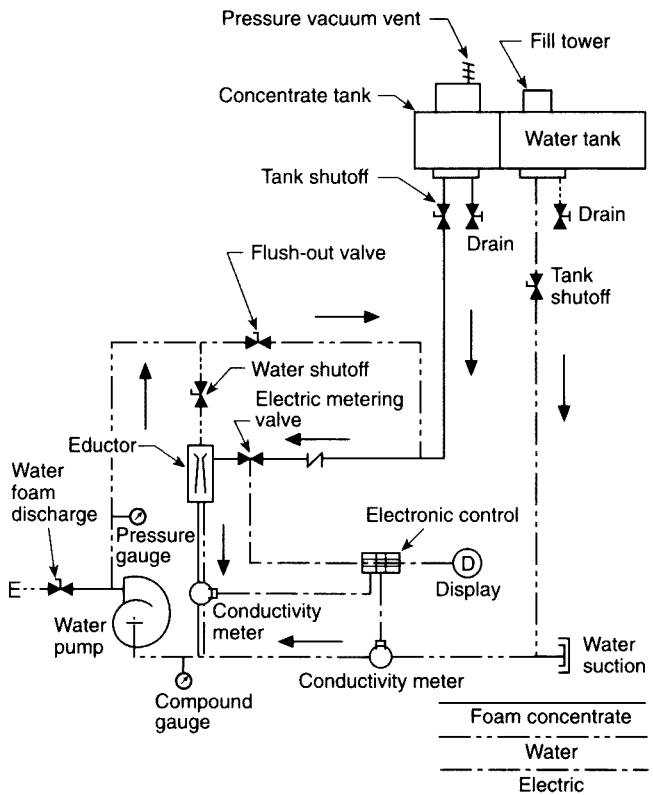 Pressure vacuum vent
Fill tower
Concentrate tank
Water tank
Tank shutoff
Drain
Drain
Flush-out valve
Tank
shutoff
Water shutoff
Electric metering
valve
Eductor
Water
foam
discharge
Pressure
gauge
Electronic control
E
D
Display
Conductivity
meter
Water
pump
Water
suction
Conductivity meter
Compound
gauge
Foam concentrate
Water
Electric